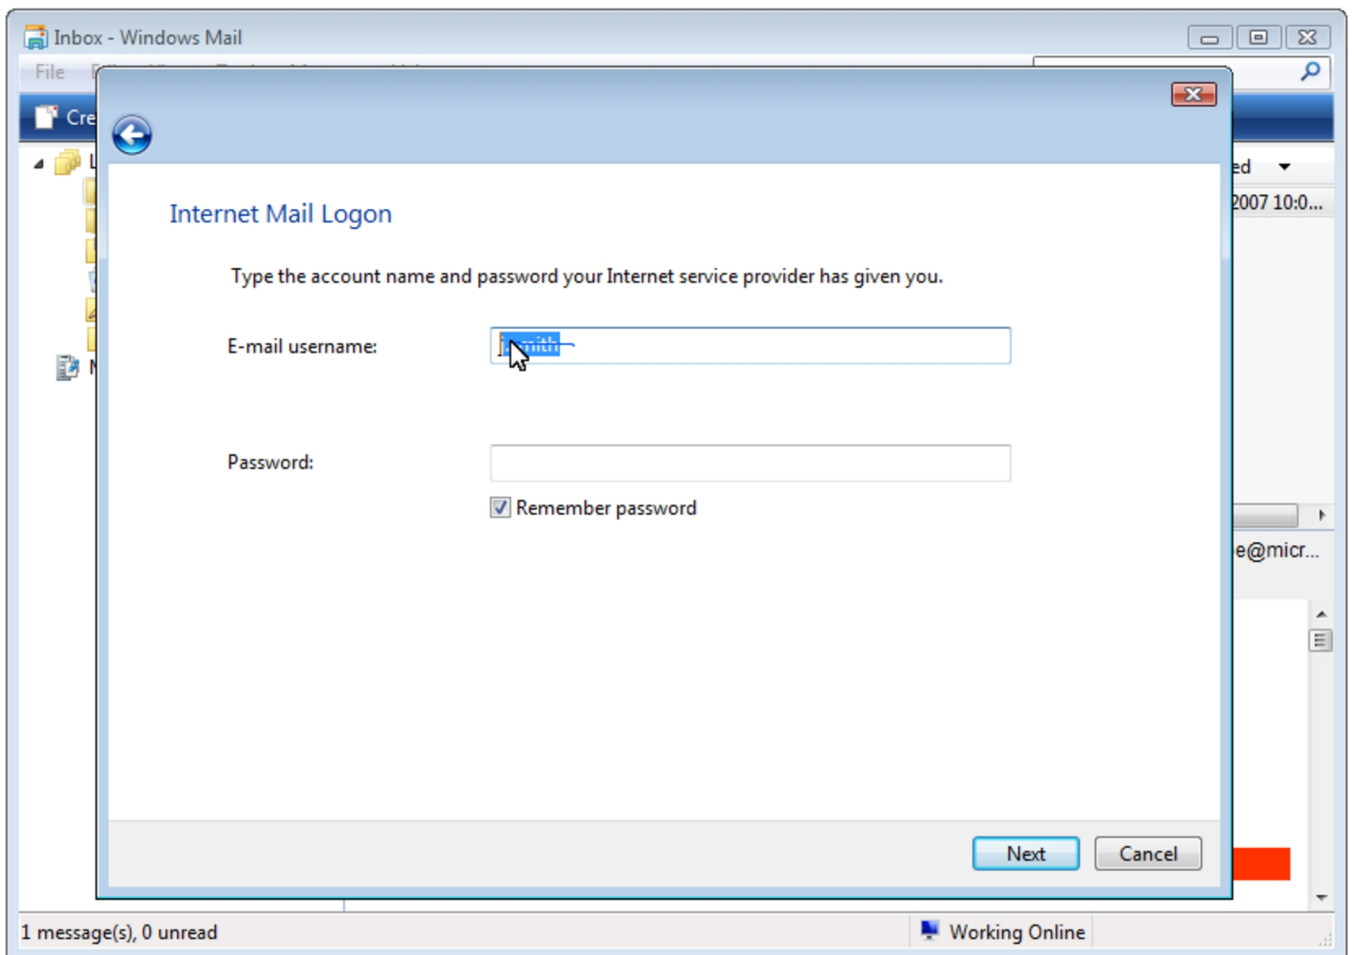 Inbox - Windows Mail
File
Cre
ed
2007 10:0...
Internet Mail Logon
Type the account name and password your Internet service provider has given you.
E-mail username:
Password:
Remember password
e@micr...
Next
Cancel
1 message(s), 0 unread
Working Online